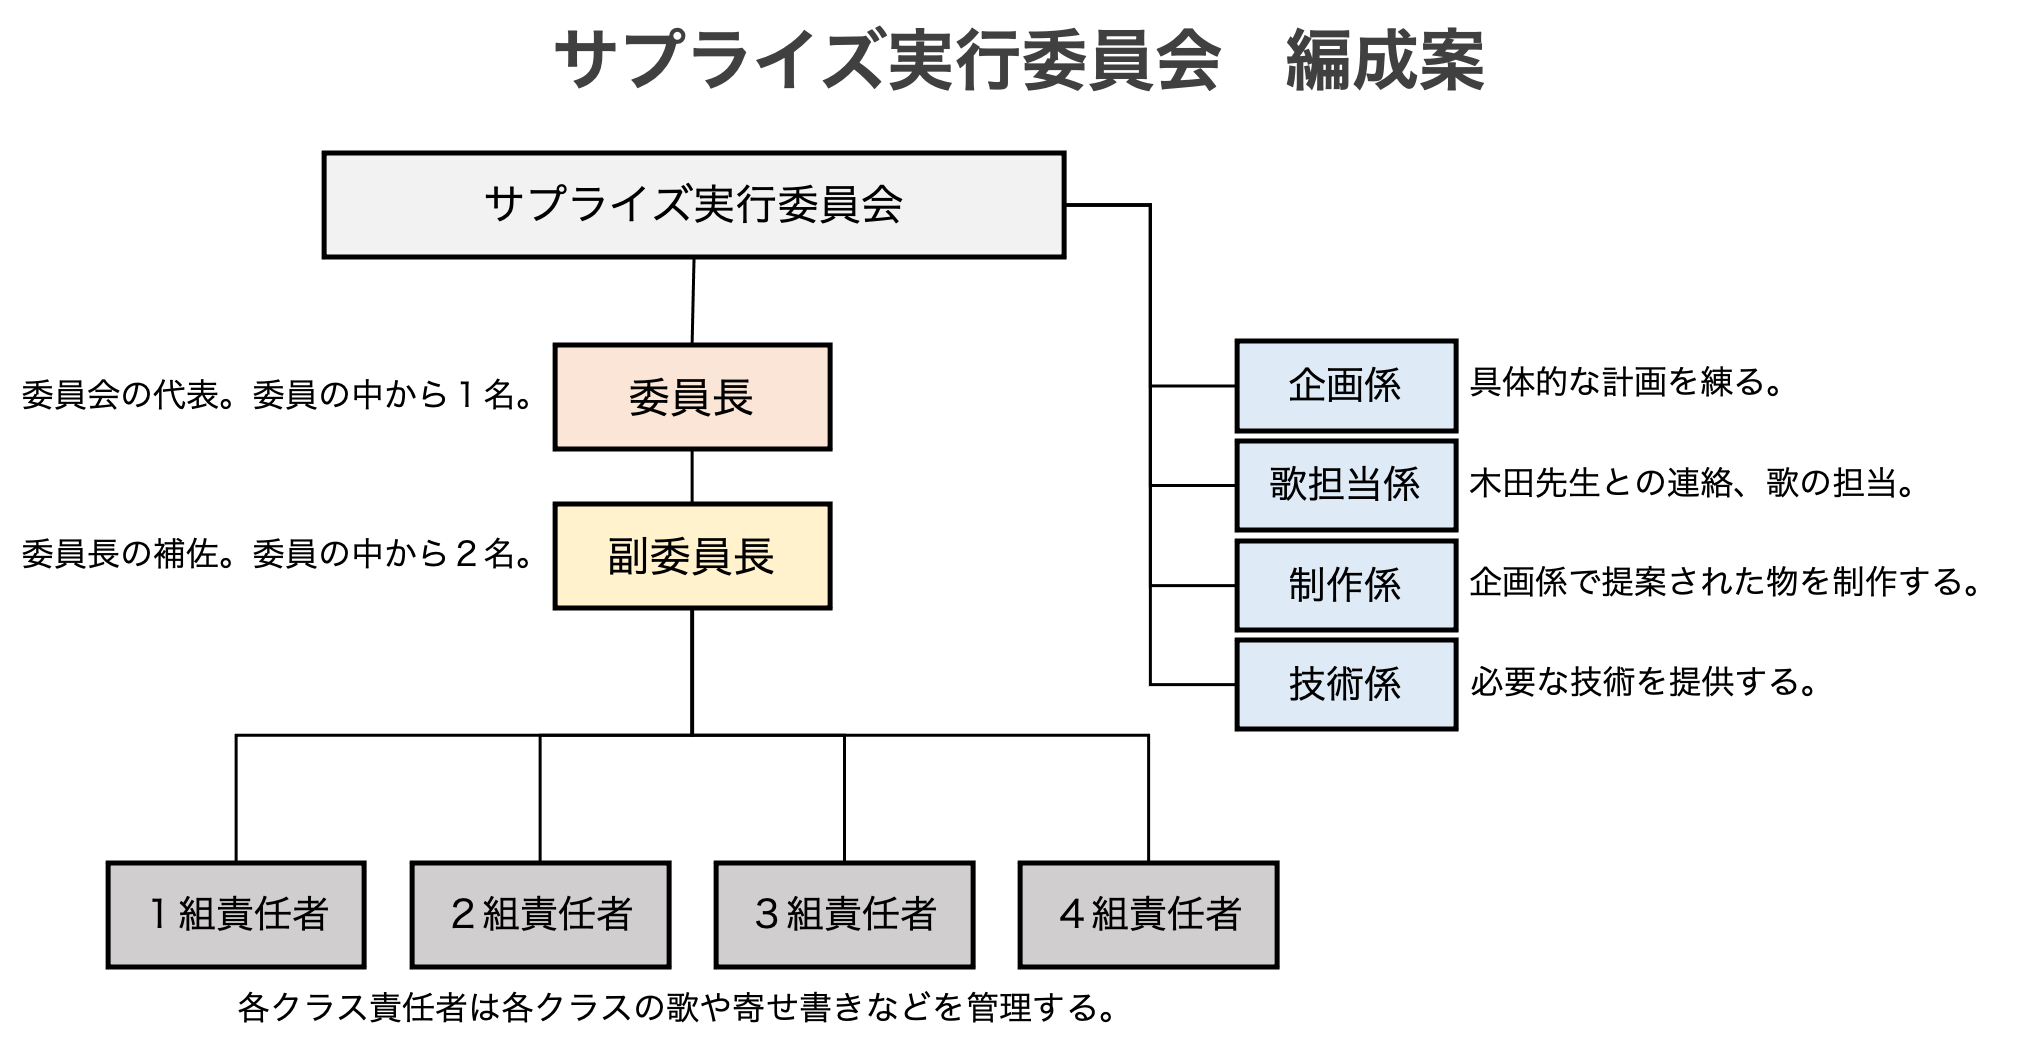 サプライズ実行委員会　編成案
サプライズ実行委員会
委員会の代表。委員の中から１名。
委員長
委員長の補佐。委員の中から２名。
副委員長
企画係
具体的な計画を練る。
歌担当係
木田先生との連絡、歌の担当。
制作係
企画係で提案された物を制作する。
技術係
必要な技術を提供する。
１組責任者
２組責任者
３組責任者
４組責任者
各クラス責任者は各クラスの歌や寄せ書きなどを管理する。